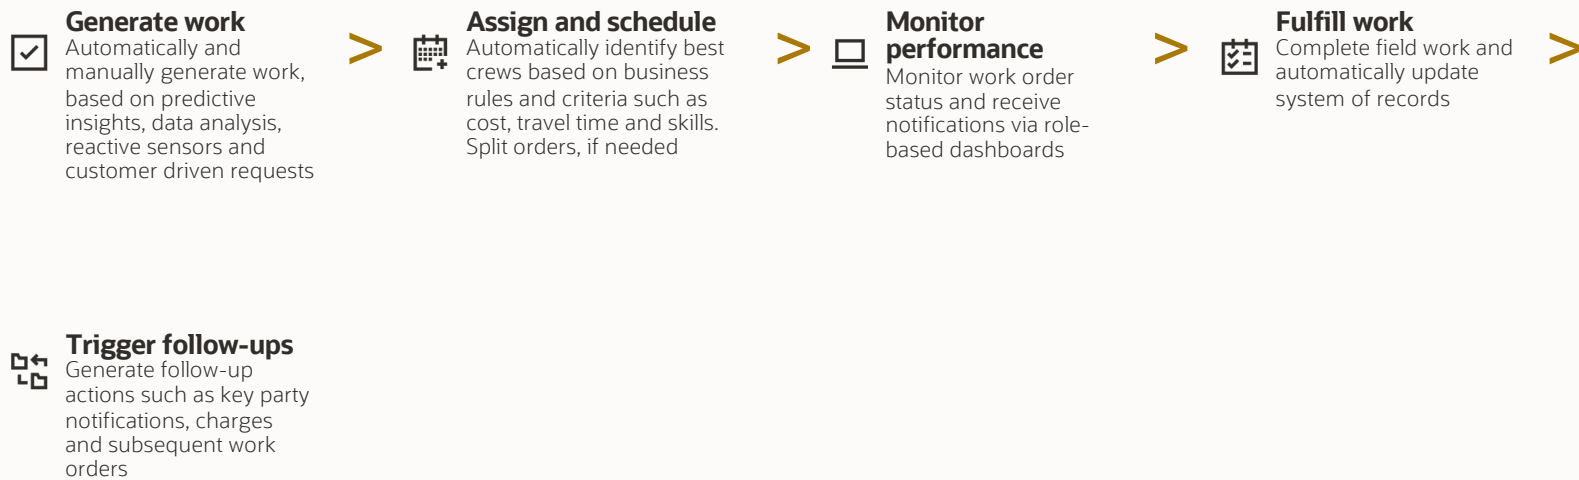 Generate work
Automatically and
manually generate work,
based on predictive
insights, data analysis,
reactive sensors and
customer driven requests
>
Assign and schedule
Automatically identify best
crews based on business
rules and criteria such as
cost, travel time and skills.
Split orders, if needed
>
Monitor
performance
Monitor work order
status and receive
notifications via role-
based dashboards
>
Fulfill work
Complete field work and
automatically update
system of records
>
Trigger follow-ups
Generate follow-up
actions such as key party
notifications, charges
and subsequent work
orders